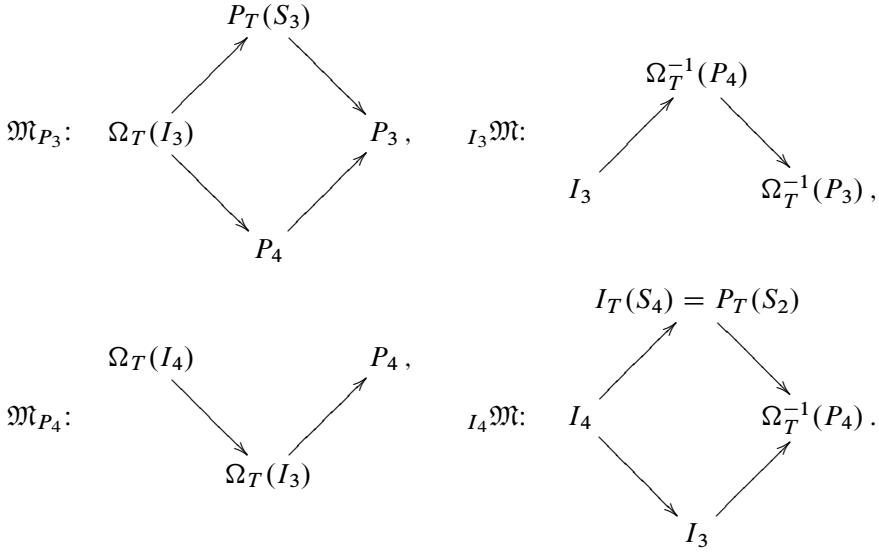 P_T(S_3)
𝔐_{P_3}: Ω_T(I_3) P_3 ,
P_4
Ω_T^{-1}(P_4)
_{I_3}𝔐: I_3 Ω_T^{-1}(P_3) ,
Ω_T(I_4) P_4 ,
𝔐_{P_4}:
Ω_T(I_3)
I_T(S_4) = P_T(S_2)
_{I_4}𝔐: I_4 Ω_T^{-1}(P_4) .
I_3